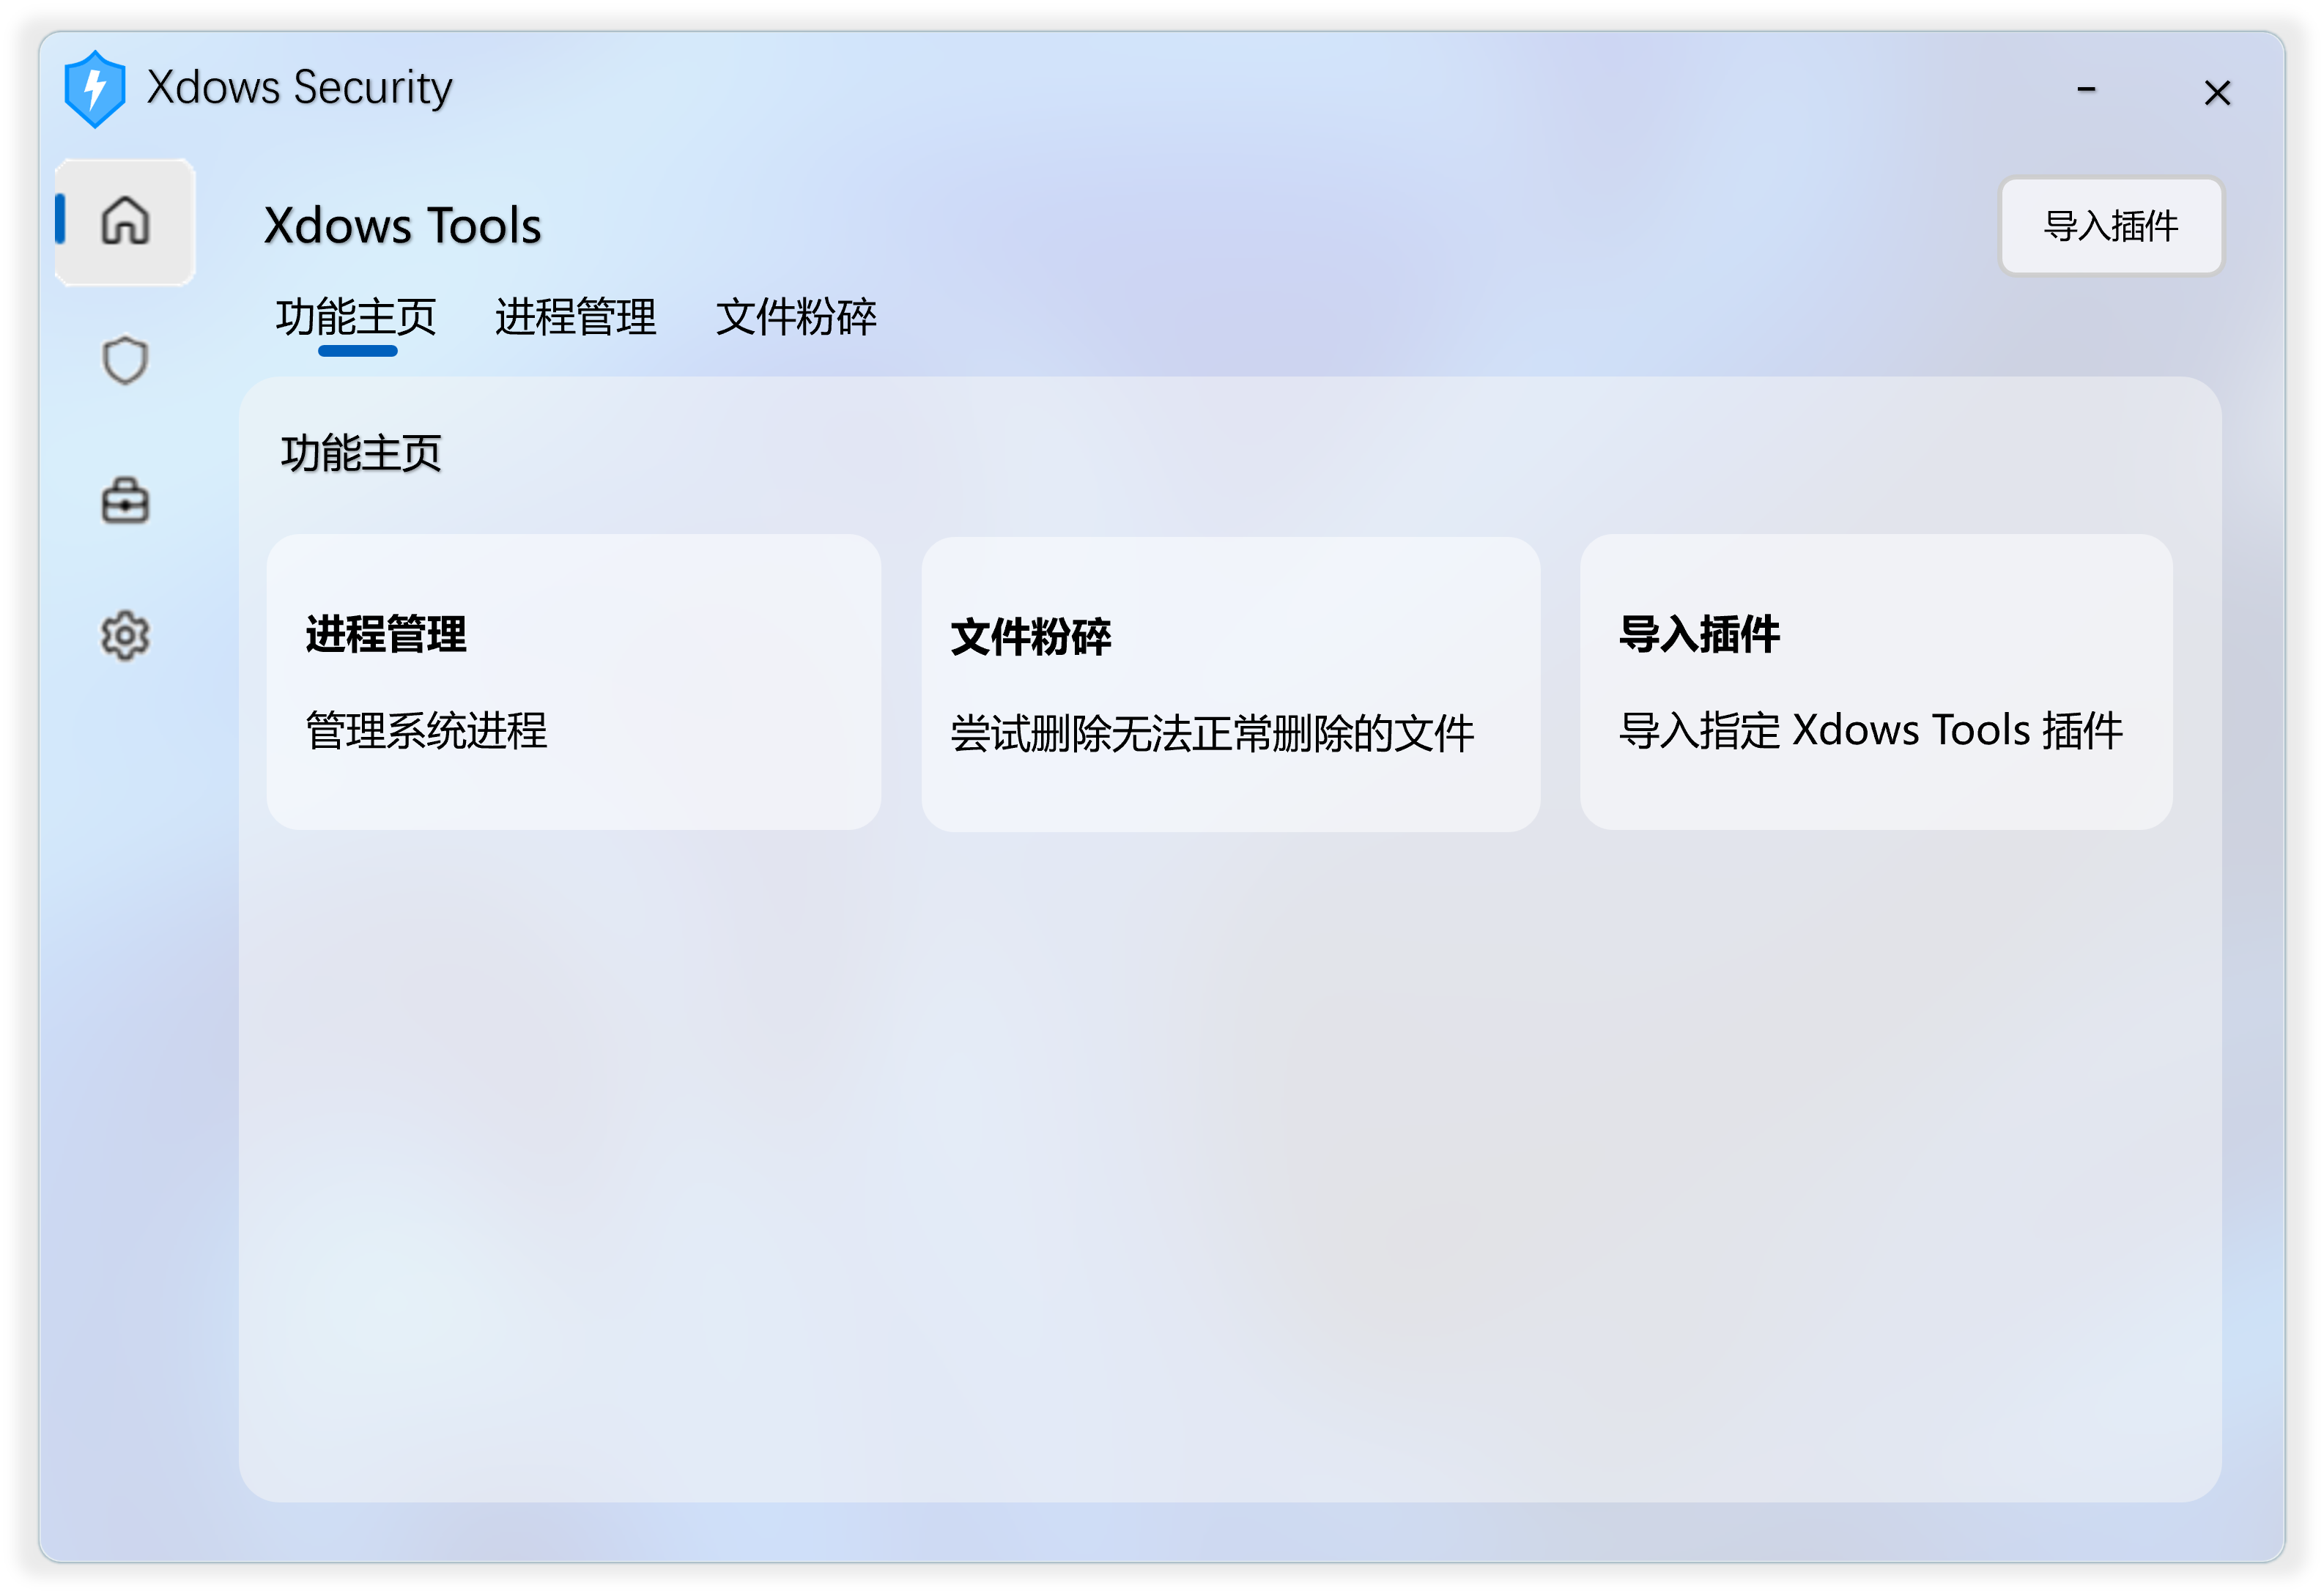 Xdows Security
Xdows Tools
导入插件
功能主页 进程管理 文件粉碎
功能主页
进程管理
管理系统进程
文件粉碎
尝试删除无法正常删除的文件
导入插件
导入指定 Xdows Tools 插件